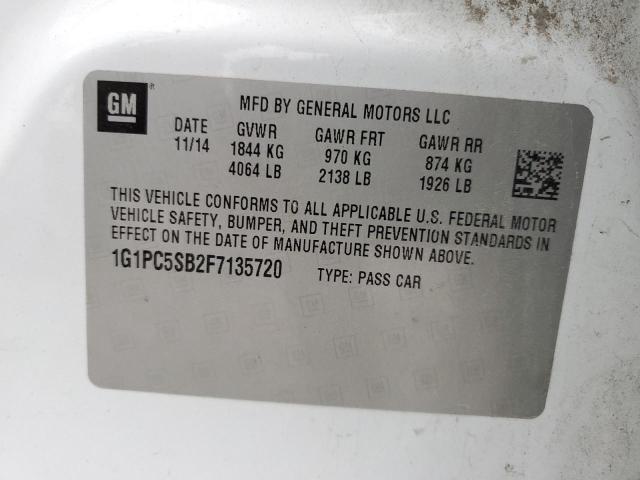 GM
MFD BY GENERAL MOTORS LLC
DATE GVWR GAWR FRT GAWR RR
11/14 1844 KG 970 KG 874 KG
4064 LB 2138 LB 1926 LB
THIS VEHICLE CONFORMS TO ALL APPLICABLE U.S. FEDERAL MOTOR
VEHICLE SAFETY, BUMPER, AND THEFT PREVENTION STANDARDS IN
EFFECT ON THE DATE OF MANUFACTURE SHOWN ABOVE.
1G1PC5SB2F7135720 TYPE: PASS CAR